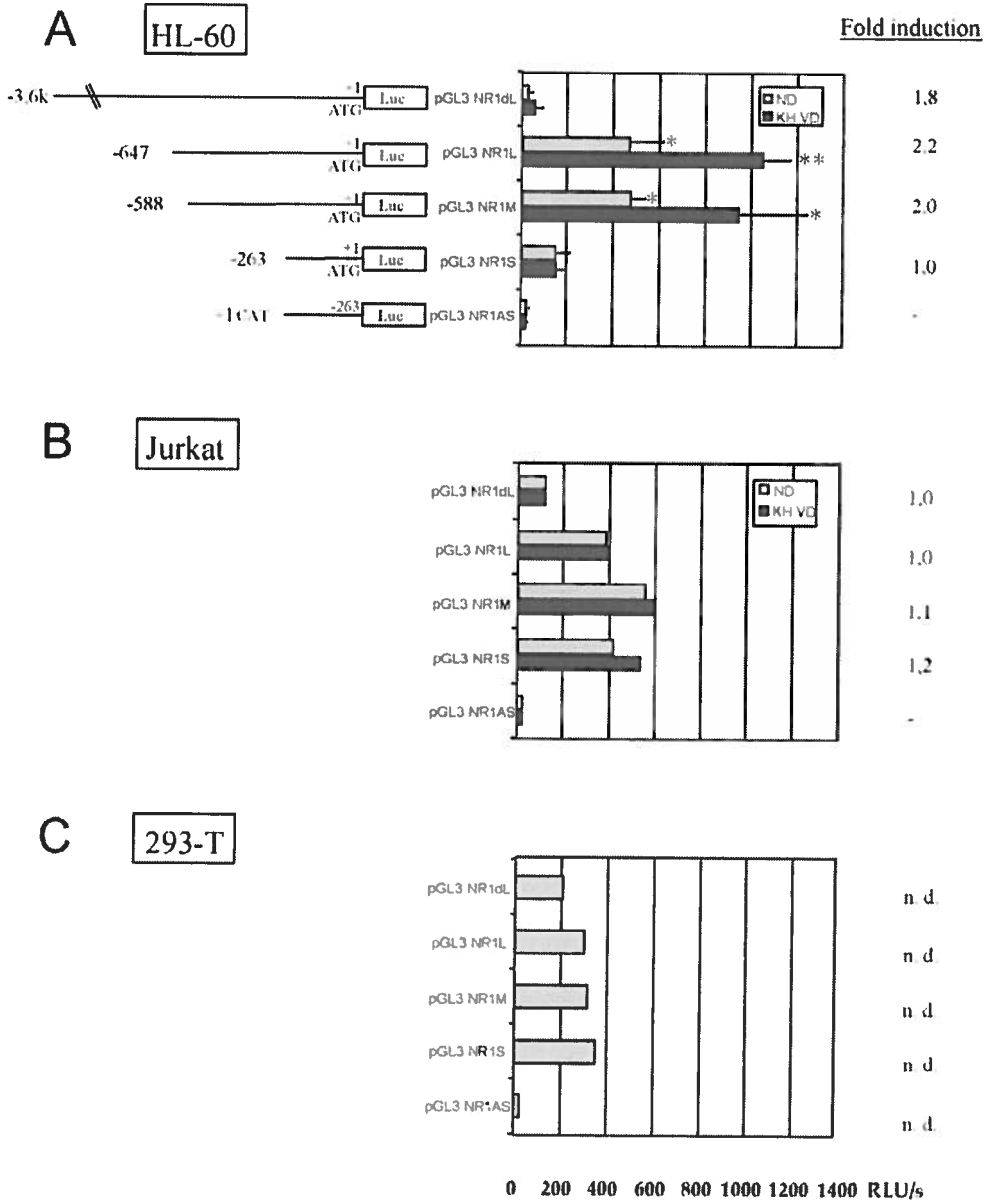 A HL-60 Fold induction
-3,6k +1 ATG Luc pGL3 NR1dL 1,8
ND
KH VD
-647 +1 ATG Luc pGL3 NR1L * ** 2,2
-588 +1 ATG Luc pGL3 NR1M * * 2,0
-263 +1 ATG Luc pGL3 NR1S 1,0
+1 CAT -263 Luc pGL3 NR1AS -
B Jurkat
pGL3 NR1dL 1,0
ND
KH VD
pGL3 NR1L 1,0
pGL3 NR1M 1,1
pGL3 NR1S 1,2
pGL3 NR1AS -
C 293-T
pGL3 NR1dL n.d.
pGL3 NR1L n.d.
pGL3 NR1M n.d.
pGL3 NR1S n.d.
pGL3 NR1AS n.d.
0 200 400 600 800 1000 1200 1400 RLU/s